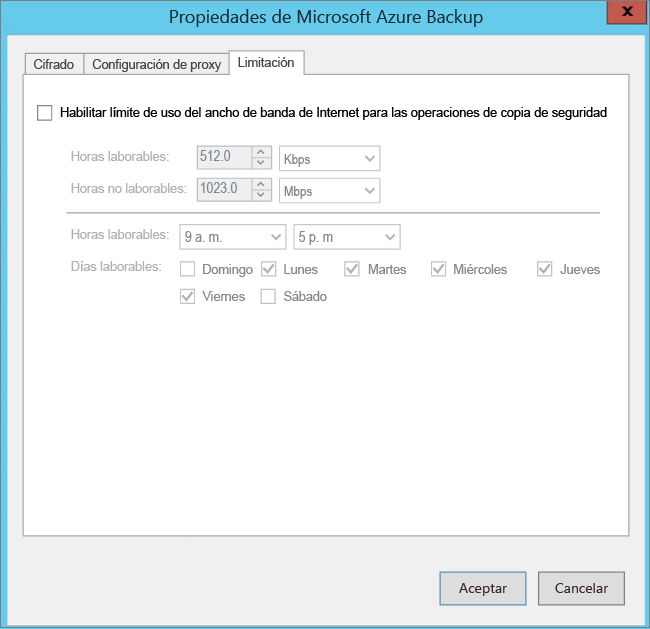 Propiedades de Microsoft Azure Backup
x
Cifrado Configuración de proxy Limitación
Habilitar límite de uso del ancho de banda de Internet para las operaciones de copia de seguridad
Horas laborables: 512.0 Kbps
Horas no laborables: 1023.0 Mbps
Horas laborables: 9 a. m. 5 p. m
Días laborables: Domingo Lunes Martes Miércoles Jueves
Viernes Sábado
Aceptar Cancelar